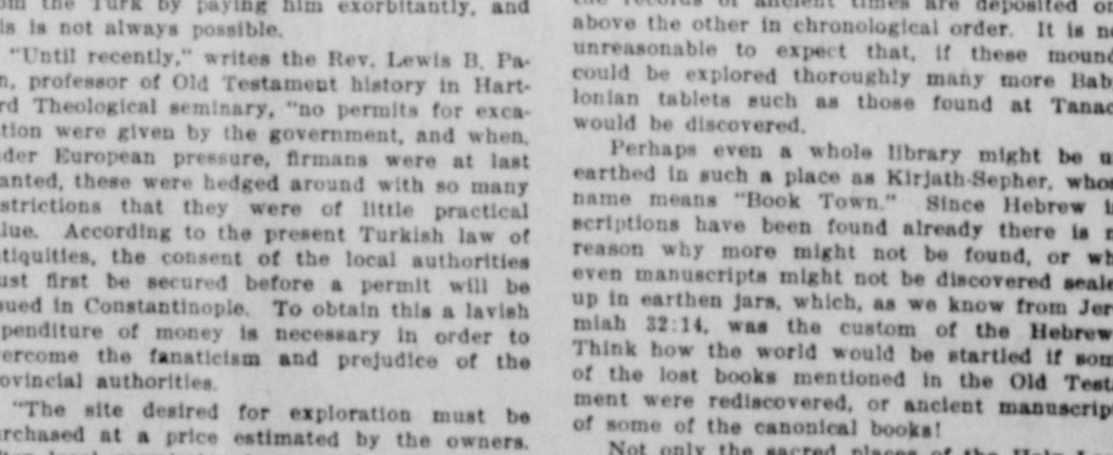 om the Turk by paying him exorbitantly, and
is is not always possible.
"Until recently," writes the Rev. Lewis B. Pa-
n, professor of Old Testament history in Hart-
rd Theological seminary, "no permits for exca-
tion were given by the government, and when,
der European pressure, firmans were at last
anted, these were hedged around with so many
strictions that they were of little practical
lue. According to the present Turkish law of
tiquities, the consent of the local authorities
ust first be secured before a permit will be
sued in Constantinople. To obtain this a lavish
penditure of money is necessary in order to
ercome the fanaticism and prejudice of the
ovincial authorities.
"The site desired for exploration must be
rchased at a price estimated by the owners.
the records of ancient times are deposited on
above the other in chronological order. It is no
unreasonable to expect that, if these mound
could be explored thoroughly many more Bab
lonian tablets such as those found at Tanac
would be discovered.
Perhaps even a whole library might be u
earthed in such a place as Kirjath-Sepher, whos
name means "Book Town." Since Hebrew i
scriptions have been found already there is n
reason why more might not be found, or wh
even manuscripts might not be discovered seale
up in earthen jars, which, as we know from Jer
miah 32:14, was the custom of the Hebrew
Think how the world would be startled if som
of the lost books mentioned in the Old Test
ment were rediscovered, or ancient manuscrip
of some of the canonical books!
Not only the sacred places of the Holy